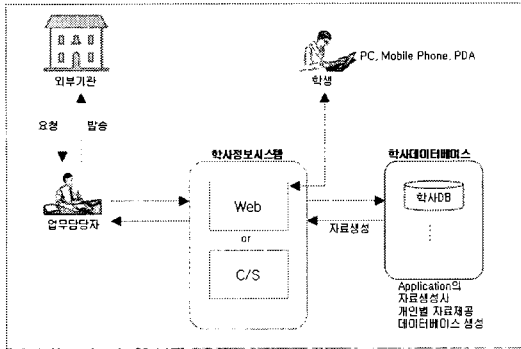 외부기관
요청 발송
업무담당자
학생
PC, Mobile Phone, PDA
학사정보시스템
Web
or
C/S
자료생성
학사데이터베이스
학사DB
Application의
자료생성시
개인별 자료제공
데이터베이스 생성